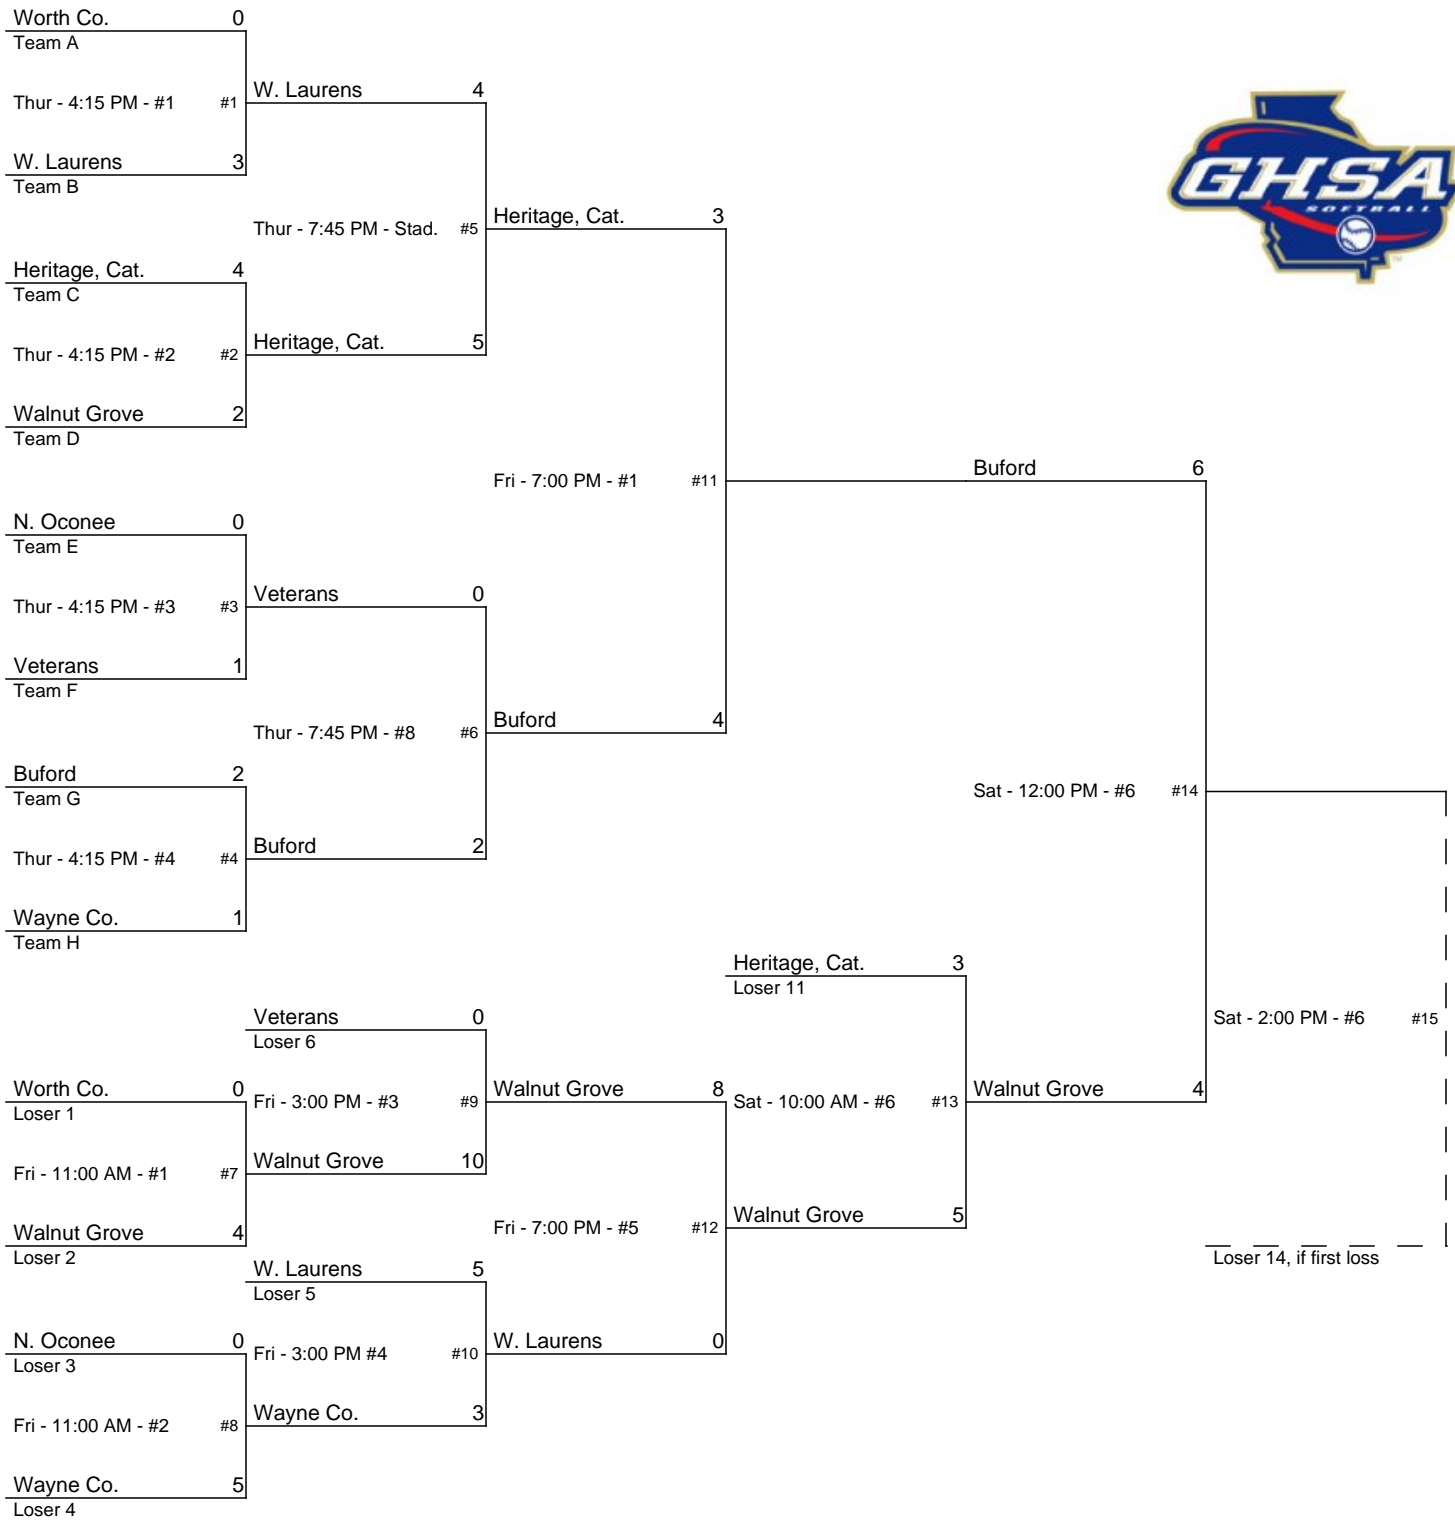 Worth Co. 0
Team A
Thur - 4:15 PM - #1 #1
W. Laurens 4
W. Laurens 3
Team B
Thur - 7:45 PM - Stad. #5
Heritage, Cat. 3
Heritage, Cat. 4
Team C
Thur - 4:15 PM - #2 #2
Heritage, Cat. 5
Walnut Grove 2
Team D
GHSA
SOFTBALL
TM
Fri - 7:00 PM - #1 #11
Buford 6
N. Oconee 0
Team E
Thur - 4:15 PM - #3 #3
Veterans 0
Veterans 1
Team F
Thur - 7:45 PM - #8 #6
Buford 4
Buford 2
Team G
Thur - 4:15 PM - #4 #4
Buford 2
Wayne Co. 1
Team H
Sat - 12:00 PM - #6 #14
Heritage, Cat. 3
Loser 11
Veterans 0
Loser 6
Sat - 2:00 PM - #6 #15
Worth Co. 0
Loser 1
Fri - 3:00 PM - #3 #9
Walnut Grove 8
Sat - 10:00 AM - #6 #13
Walnut Grove 4
Fri - 11:00 AM - #1 #7
Walnut Grove 10
Walnut Grove 4
Loser 2
Fri - 7:00 PM - #5 #12
Walnut Grove 5
Loser 14, if first loss
W. Laurens 5
Loser 5
N. Oconee 0
Loser 3
Fri - 3:00 PM #4 #10
W. Laurens 0
Fri - 11:00 AM - #2 #8
Wayne Co. 3
Wayne Co. 5
Loser 4